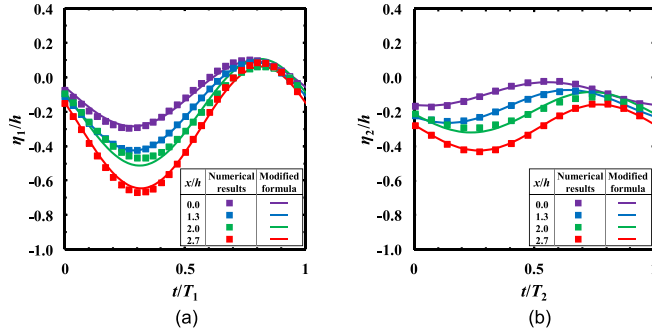 0.4
0.2
0.0
-0.2
-0.4
-0.6
-0.8
-1.0
η1/h
x/h Numerical results Modified formula
0.0
1.3
2.0
2.7
0 0.5 1
t/T1
(a)
0.4
0.2
0.0
-0.2
-0.4
-0.6
-0.8
-1.0
η2/h
x/h Numerical results Modified formula
0.0
1.3
2.0
2.7
0 0.5 1
t/T2
(b)